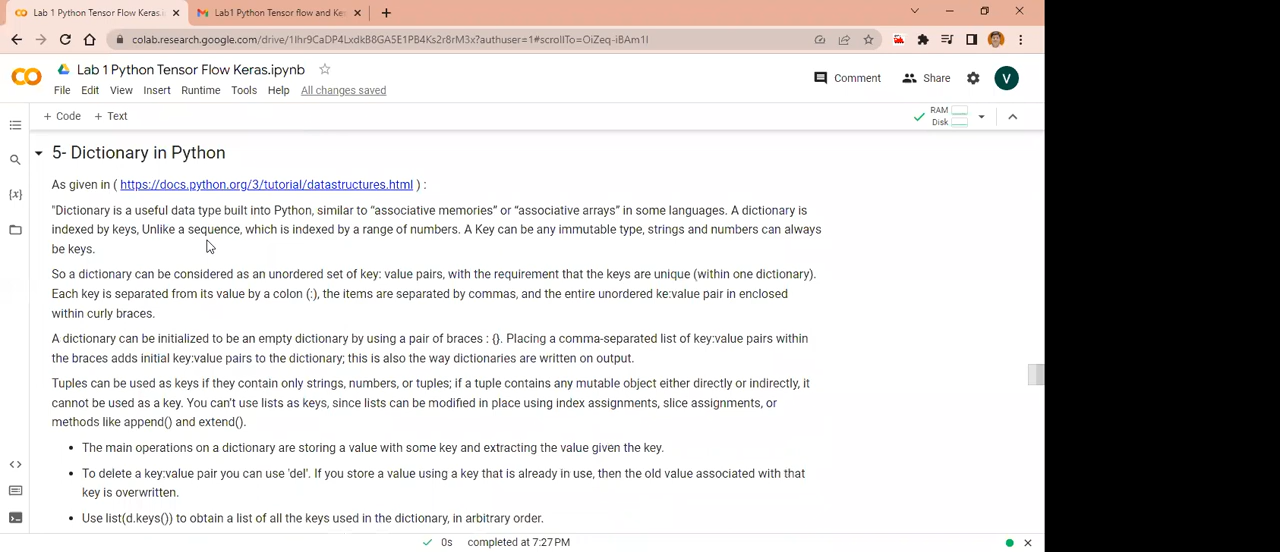 Lab 1 Python Tensor Flow Keras.i
Lab1 Python Tensor flow and Ke
colab.research.google.com/drive/1Ihr9CaDP4LxdkB8GA5E1PB4Ks2r8rM3x?authuser=1#scrollTo=OiZeq-iBAm1I
Lab 1 Python Tensor Flow Keras.ipynb
Comment
Share
V
File Edit View Insert Runtime Tools Help All changes saved
+ Code + Text
RAM
Disk
5- Dictionary in Python
As given in ( https://docs.python.org/3/tutorial/datastructures.html ) :
"Dictionary is a useful data type built into Python, similar to “associative memories” or “associative arrays” in some languages. A dictionary is
indexed by keys, Unlike a sequence, which is indexed by a range of numbers. A Key can be any immutable type, strings and numbers can always
be keys.
So a dictionary can be considered as an unordered set of key: value pairs, with the requirement that the keys are unique (within one dictionary).
Each key is separated from its value by a colon (:), the items are separated by commas, and the entire unordered ke:value pair in enclosed
within curly braces.
A dictionary can be initialized to be an empty dictionary by using a pair of braces : {}. Placing a comma-separated list of key:value pairs within
the braces adds initial key:value pairs to the dictionary; this is also the way dictionaries are written on output.
Tuples can be used as keys if they contain only strings, numbers, or tuples; if a tuple contains any mutable object either directly or indirectly, it
cannot be used as a key. You can’t use lists as keys, since lists can be modified in place using index assignments, slice assignments, or
methods like append() and extend().
• The main operations on a dictionary are storing a value with some key and extracting the value given the key.
• To delete a key:value pair you can use 'del'. If you store a value using a key that is already in use, then the old value associated with that
key is overwritten.
• Use list(d.keys()) to obtain a list of all the keys used in the dictionary, in arbitrary order.
0s completed at 7:27PM